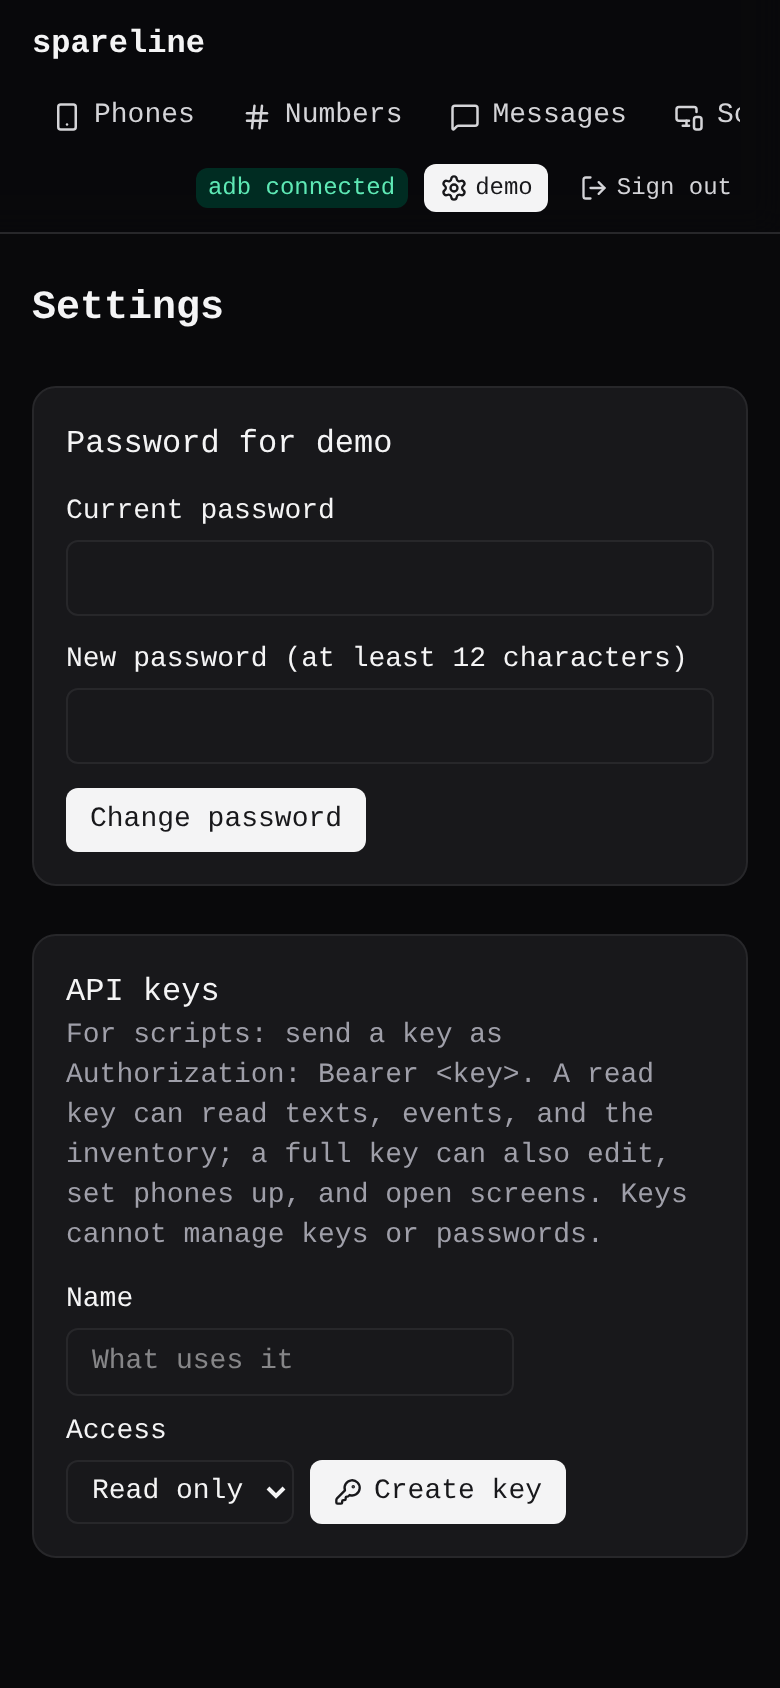 spareline
Phones Numbers Messages
adb connected demo Sign out
Settings
Password for demo
Current password
New password (at least 12 characters)
Change password
API keys
For scripts: send a key as
Authorization: Bearer <key>. A read
key can read texts, events, and the
inventory; a full key can also edit,
set phones up, and open screens. Keys
cannot manage keys or passwords.
Name
What uses it
Access
Read only Create key